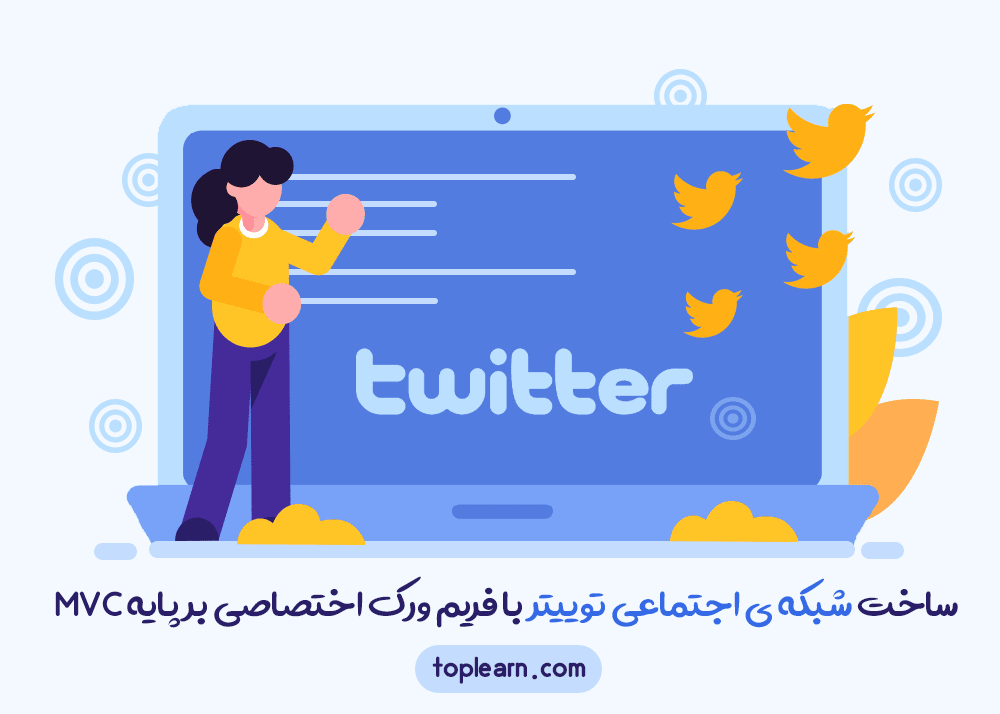 twitter
ساخت شبکه ی اجتماعی توییتر با فریم ورک اختصاصی بر پایه MVC
toplearn.com